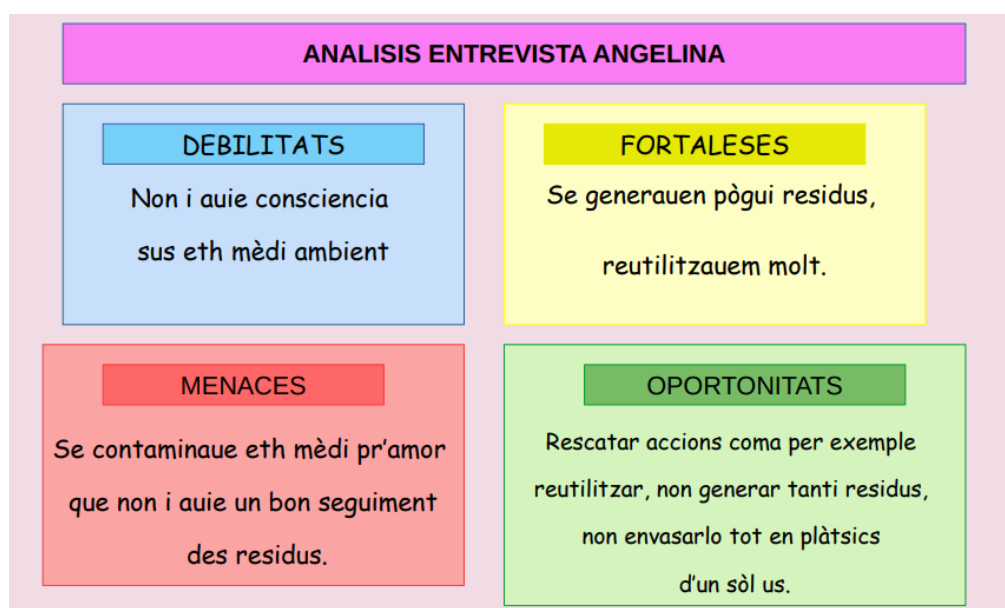 ANALISIS ENTREVISTA ANGELINA
DEBILITATS
Non i auie consciencia
sus eth mèdi ambient
FORTALESES
Se generauen pògui residus,
reutilitzauem molt.
MENACES
Se contaminaue eth mèdi pr’amor
que non i auie un bon seguiment
des residus.
OPORTONITATS
Rescatar accions coma per exemple
reutilitzar, non generar tanti residus,
non envasarlo tot en plàtsics
d’un sòl us.